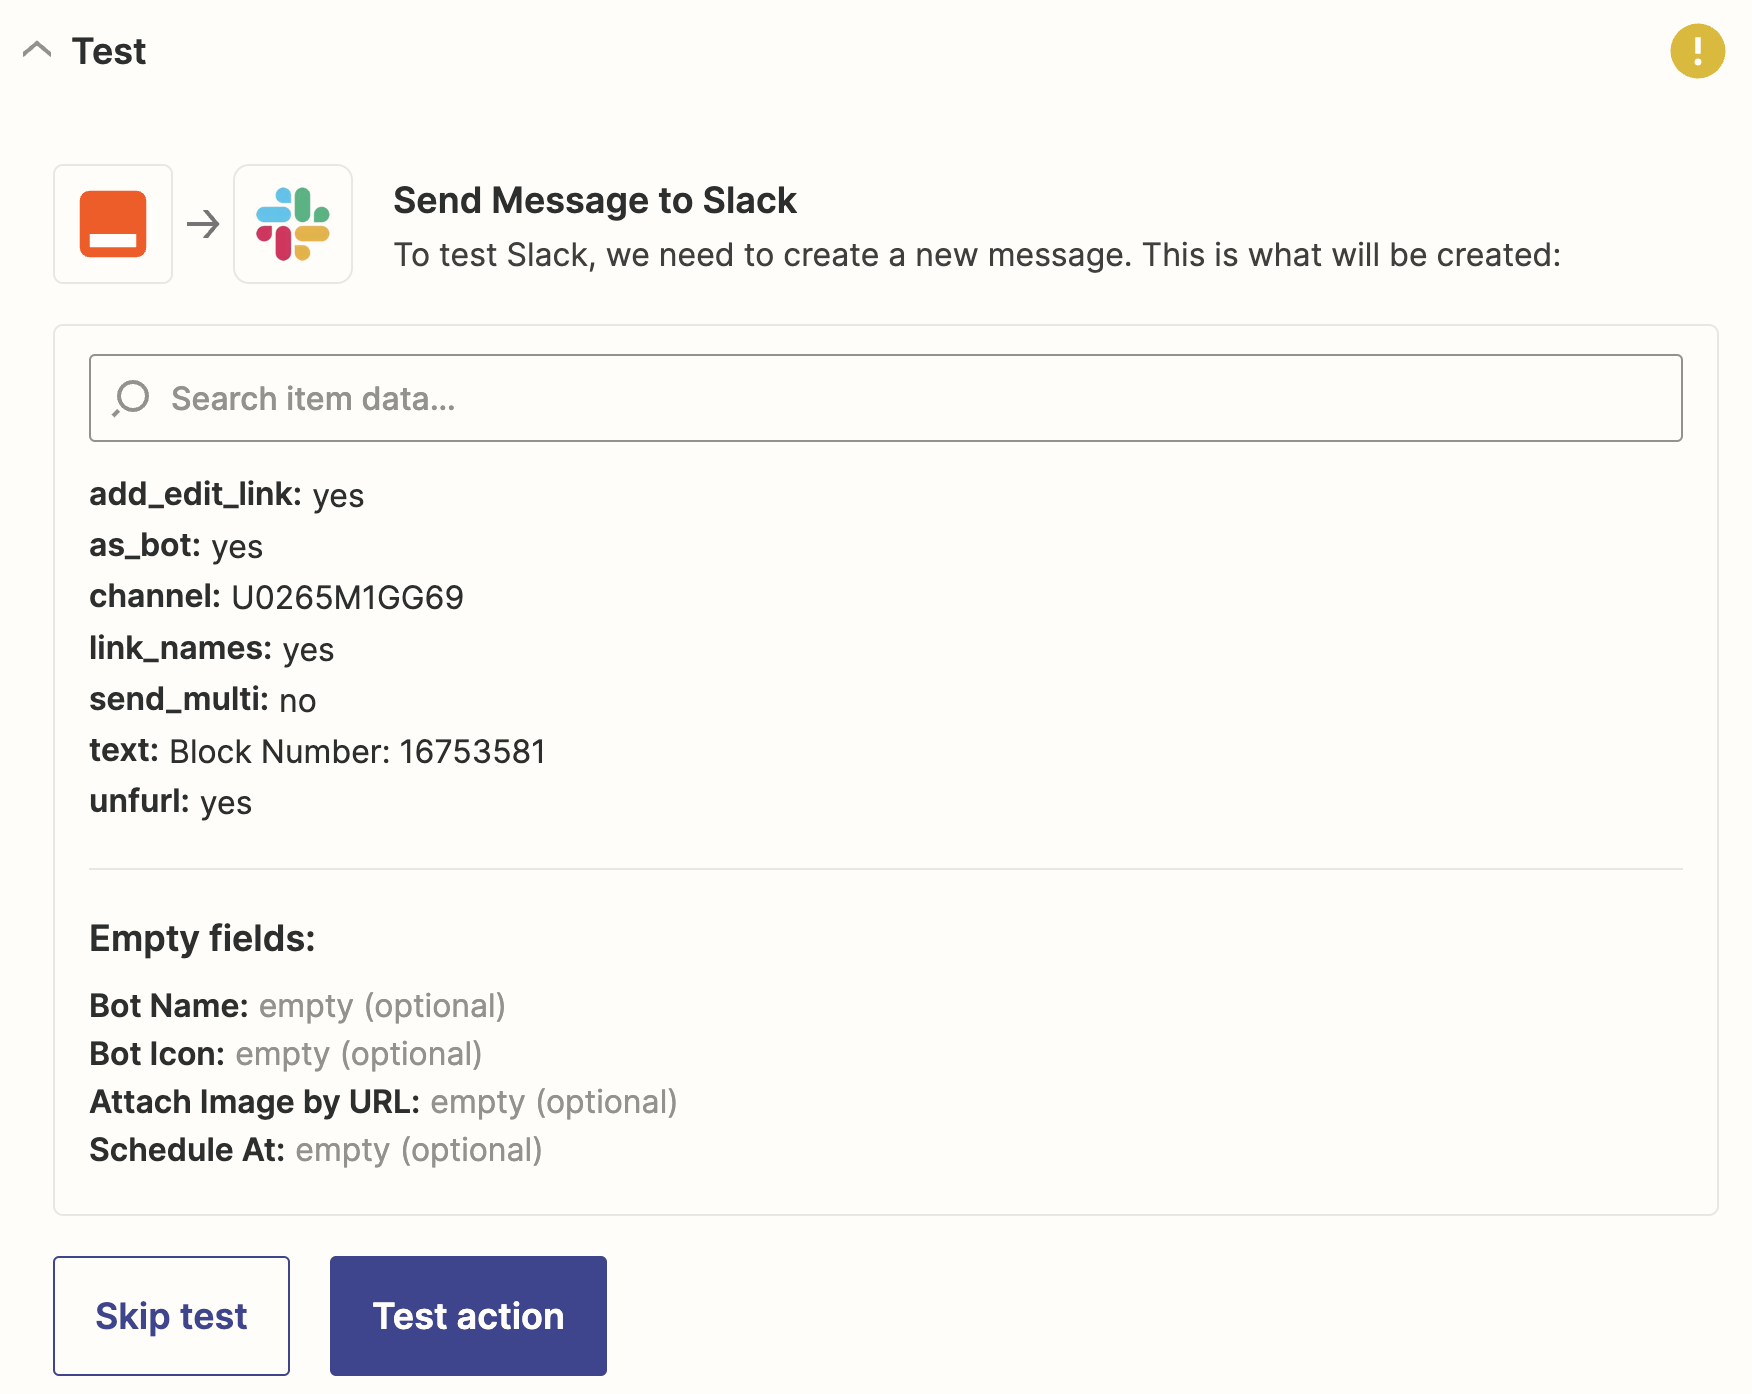 Test
Send Message to Slack
To test Slack, we need to create a new message. This is what will be created:
Search item data...
add_edit_link: yes
as_bot: yes
channel: U0265M1GG69
link_names: yes
send_multi: no
text: Block Number: 16753581
unfurl: yes
Empty fields:
Bot Name: empty (optional)
Bot Icon: empty (optional)
Attach Image by URL: empty (optional)
Schedule At: empty (optional)
Skip test
Test action